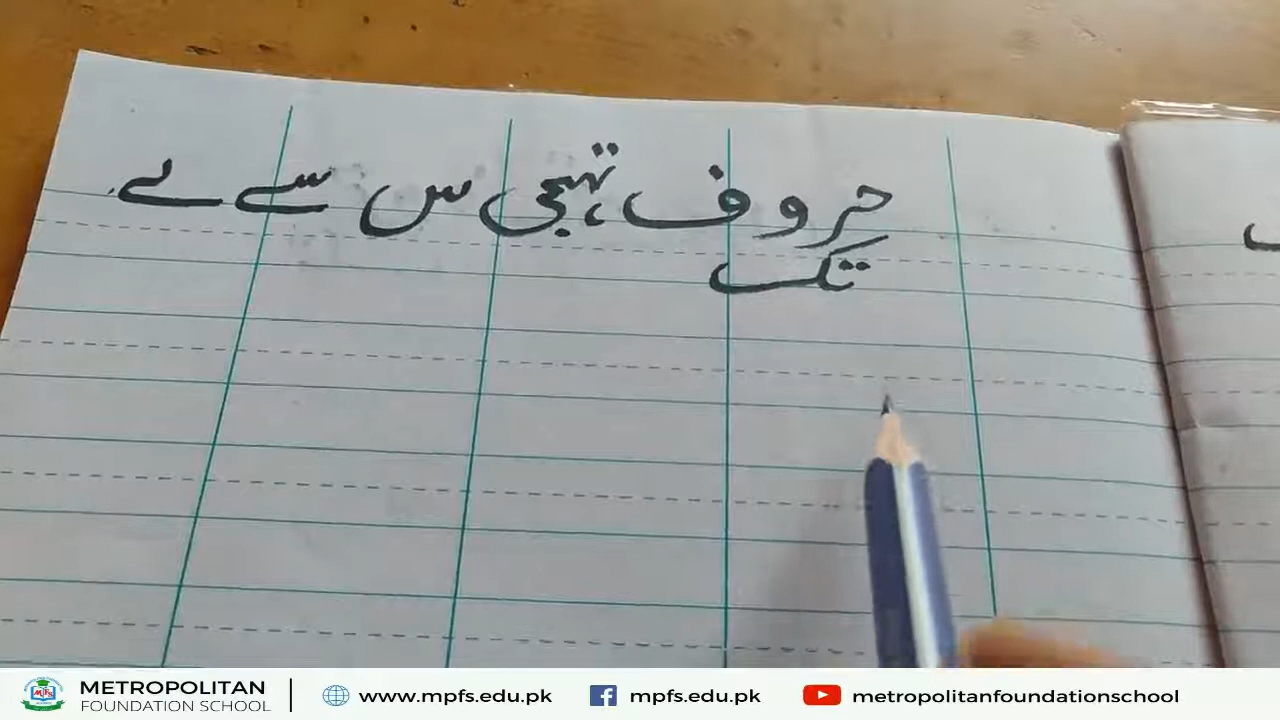 حروف تہجی س سے ے
تک
METROPOLITAN
FOUNDATION SCHOOL
www.mpfs.edu.pk
mpfs.edu.pk
metropolitanfoundationschool